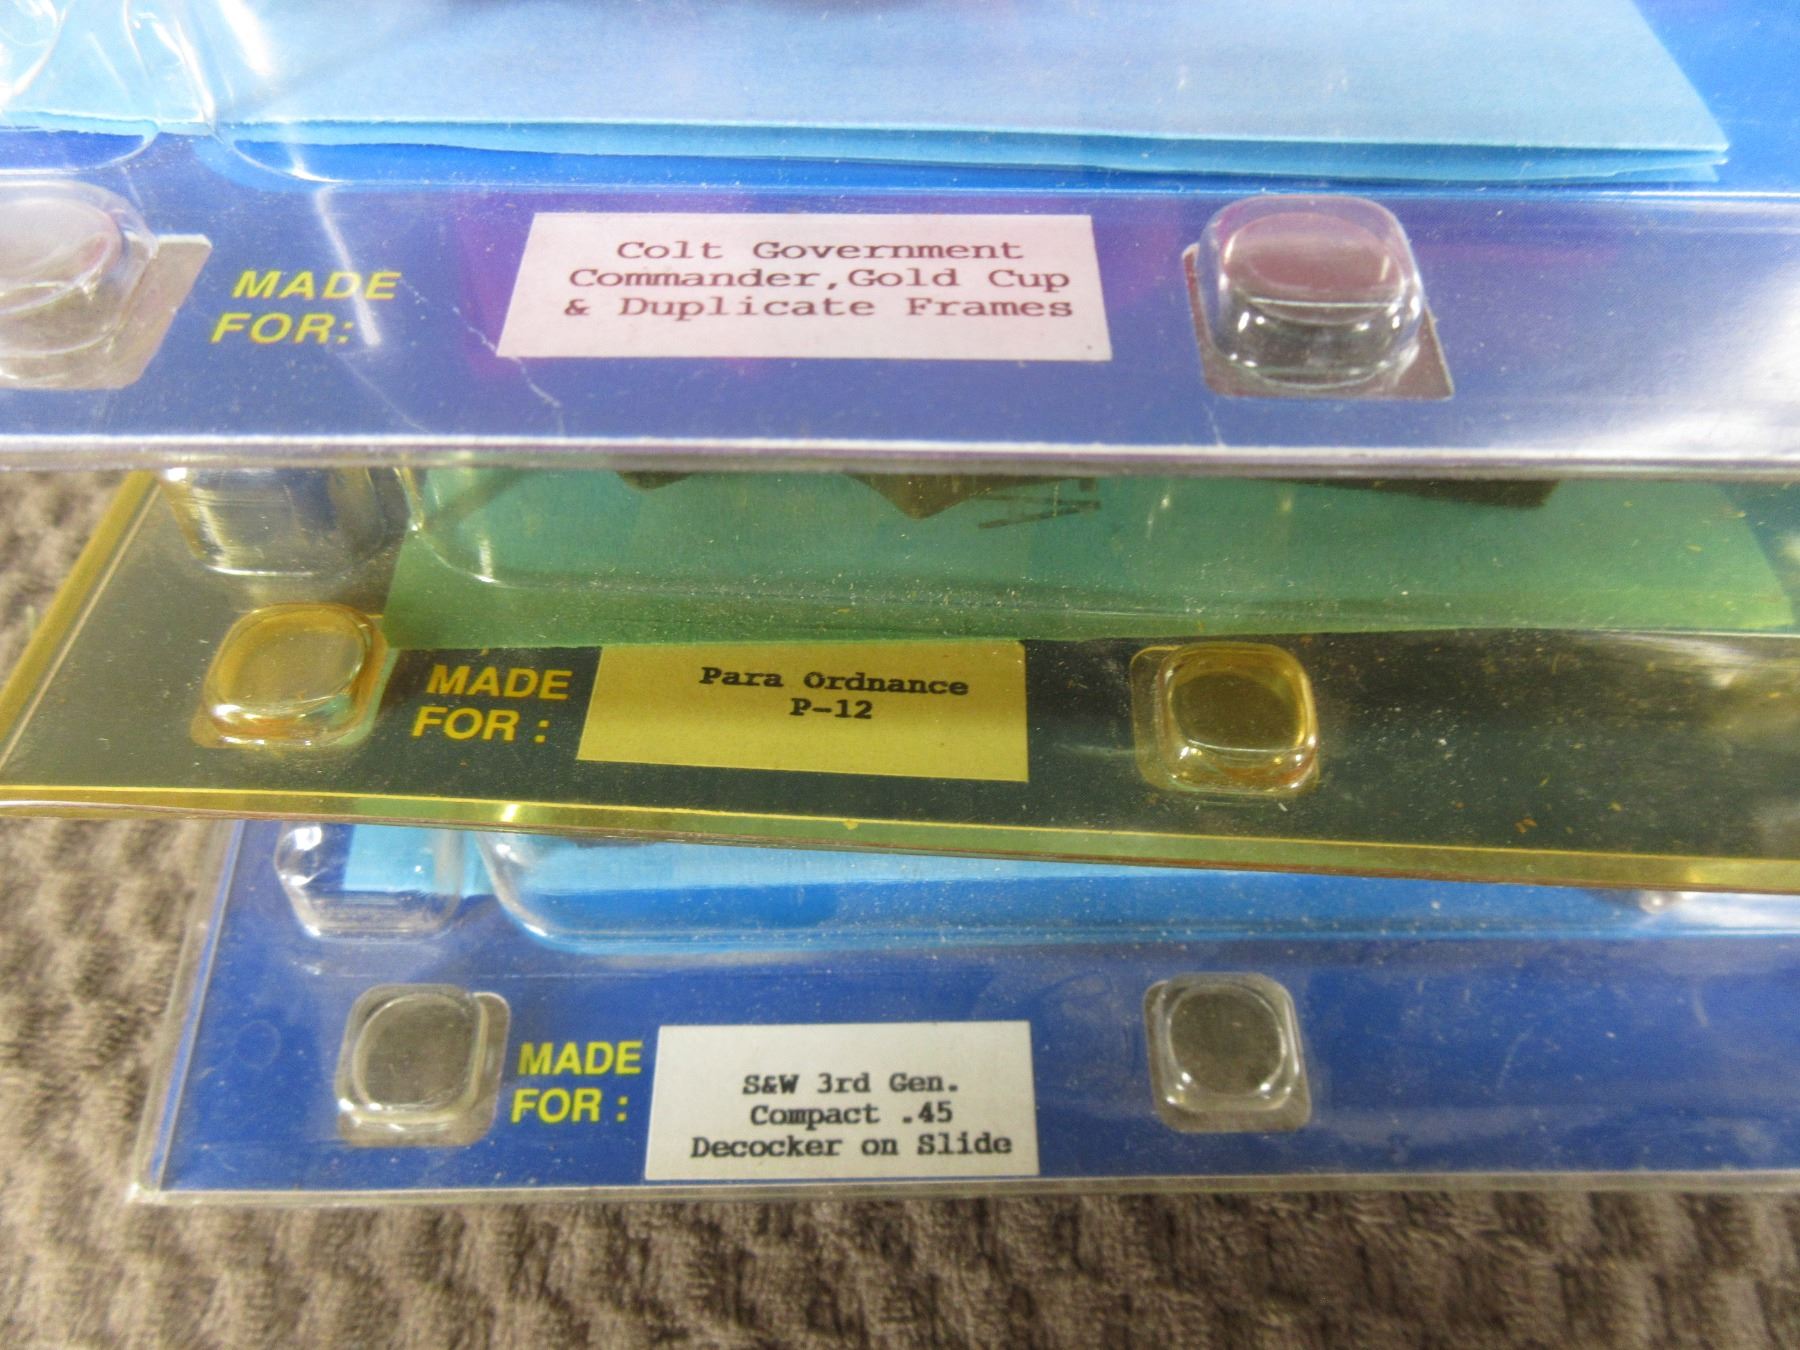 MADE
FOR:
Colt Government
Commander,Gold Cup
& Duplicate Frames
MADE
FOR :
Para Ordnance
P-12
MADE
FOR :
S&W 3rd Gen.
Compact .45
Decocker on Slide